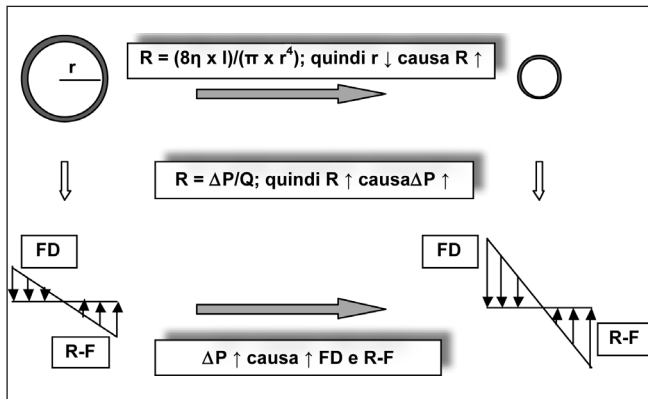 R = (8η x l)/(π x r⁴); quindi r ↓ causa R ↑
r
R = ΔP/Q; quindi R ↑ causaΔP ↑
FD
FD
R-F
R-F
ΔP ↑ causa ↑ FD e R-F